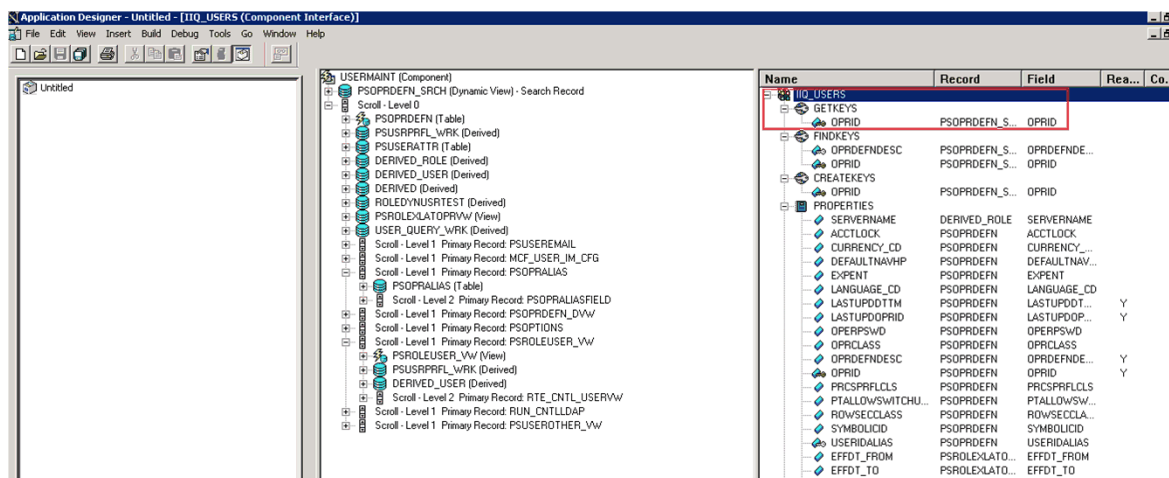 Application Designer - Untitled - [IIQ_USERS (Component Interface)]
File Edit View Insert Build Debug Tools Go Window Help
Untitled
USERMAINT (Component)
PSOPRDEFN_SRCH (Dynamic View) - Search Record
Scroll - Level 0
PSOPRDEFN (Table)
PSUSRPRFL_WRK (Derived)
PSUSERATTR (Table)
DERIVED_ROLE (Derived)
DERIVED_USER (Derived)
DERIVED (Derived)
ROLEDYNUSRTEST (Derived)
PSROLEXLATOPRVW (View)
USER_QUERY_WRK (Derived)
Scroll - Level 1 Primary Record: PSUSEREMAIL
Scroll - Level 1 Primary Record: MCF_USER_IM_CFG
Scroll - Level 1 Primary Record: PSOPRALIAS
PSOPRALIAS (Table)
Scroll - Level 2 Primary Record: PSOPRALIASFIELD
Scroll - Level 1 Primary Record: PSOPRDEFN_DVW
Scroll - Level 1 Primary Record: PSOPTIONS
Scroll - Level 1 Primary Record: PSROLEUSER_VW
PSROLEUSER_VW (View)
PSUSRPRFL_WRK (Derived)
DERIVED_USER (Derived)
Scroll - Level 2 Primary Record: RTE_CNTL_USERVW
Scroll - Level 1 Primary Record: RUN_CNTLLDAP
Scroll - Level 1 Primary Record: PSUSEROTHER_VW
Name Record Field Rea... Co...
IIQ_USERS
GETKEYS
OPRID PSOPRDEFN_S... OPRID
FINDKEYS
OPRDEFNDESC PSOPRDEFN_S... OPRDEFNDE...
OPRID PSOPRDEFN_S... OPRID
CREATEKEYS
OPRID PSOPRDEFN_S... OPRID
PROPERTIES
SERVERNAME DERIVED_ROLE SERVERNAME
ACCTLOCK PSOPRDEFN ACCTLOCK
CURRENCY_CD PSOPRDEFN CURRENCY_...
DEFAULTNAVHP PSOPRDEFN DEFAULTNAV...
EXPENT PSOPRDEFN EXPENT
LANGUAGE_CD PSOPRDEFN LANGUAGE_CD
LASTUPDDTTM PSOPRDEFN LASTUPDDT... Y
LASTUPDOPRID PSOPRDEFN LASTUPDOP... Y
OPERPSWD PSOPRDEFN OPERPSWD
OPRCLASS PSOPRDEFN OPRCLASS
OPRDEFNDESC PSOPRDEFN OPRDEFNDE... Y
OPRID PSOPRDEFN OPRID Y
PRCSPRFLCLS PSOPRDEFN PRCSPRFLCLS
PTALLOWSWITCHU... PSOPRDEFN PTALLOWSW...
ROWSECCLASS PSOPRDEFN ROWSECCLA...
SYMBOLICID PSOPRDEFN SYMBOLICID
USERIDALIAS PSOPRDEFN USERIDALIAS
EFFDT_FROM PSROLEXLATO... EFFDT_FROM
EFFDT_TO PSROLEXLATO... EFFDT_TO